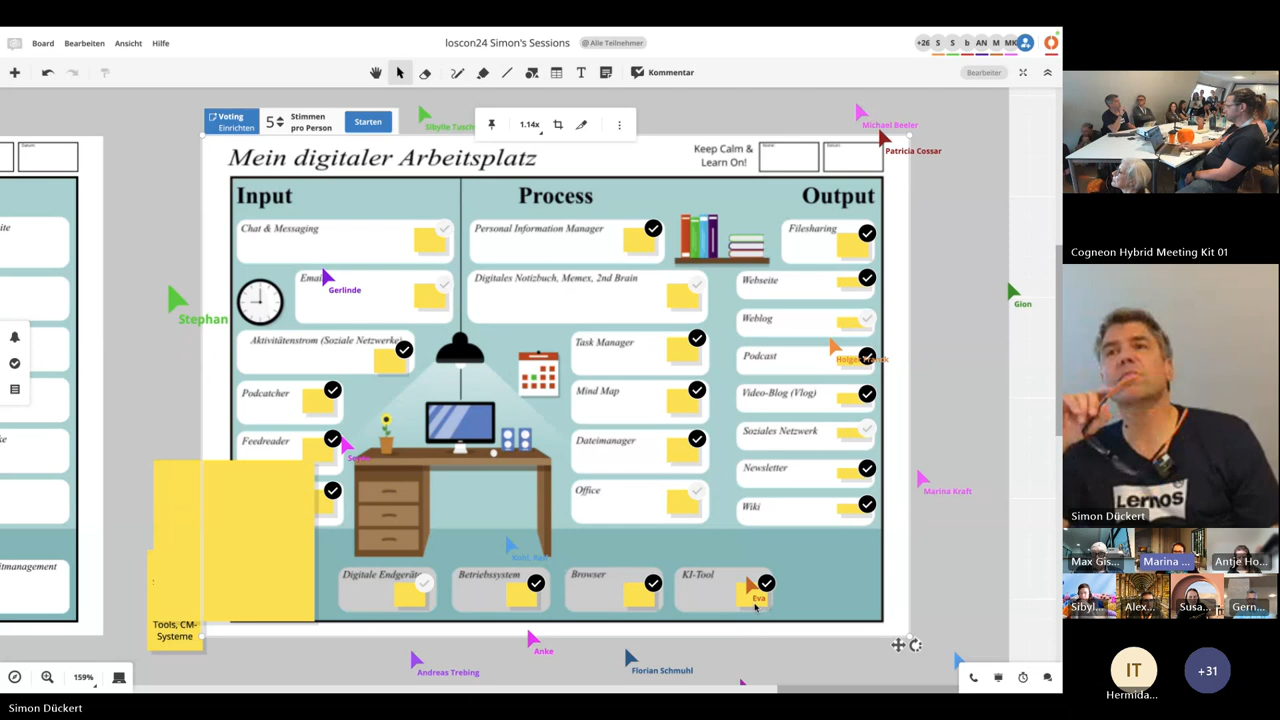 Board Bearbeiten Ansicht Hilfe
loscon24 Simon's Sessions
@ Alle Teilnehmer
+26 S S b AN M MK
Kommentar
Bearbeiter
Voting
Einrichten
5
Stimmen
pro Person
Starten
1.14x
Sibylle
Michael Beeler
Patricia Cossar
Mein digitaler Arbeitsplatz
Keep Calm &
Learn On!
Input
Process
Output
Chat & Messaging
Personal Information Manager
Filesharing
Email
Gerlinde
Digitales Notizbuch, Memex, 2nd Brain
Webseite
Stephan
Gion
Weblog
Aktivitätenstrom (Soziale Netzwerke)
Task Manager
Podcast
Podcatcher
Mind Map
Video-Blog (Vlog)
Feedreader
Dateimanager
Soziales Netzwerk
Newsletter
Marina Kraft
Office
Wiki
Digitale Endgeräte
Betriebssystem
Browser
KI-Tool
Eva
Tools, CM-
Systeme
Anke
Andreas Trebing
Florian Schmuhl
159%
Cogneon Hybrid Meeting Kit 01
lernos
Simon Dückert
Max Gis...
Marina ...
Antje Ho...
Sibyl...
Alex...
Susa...
Gern...
IT
+31
Hermida...
Simon Dückert